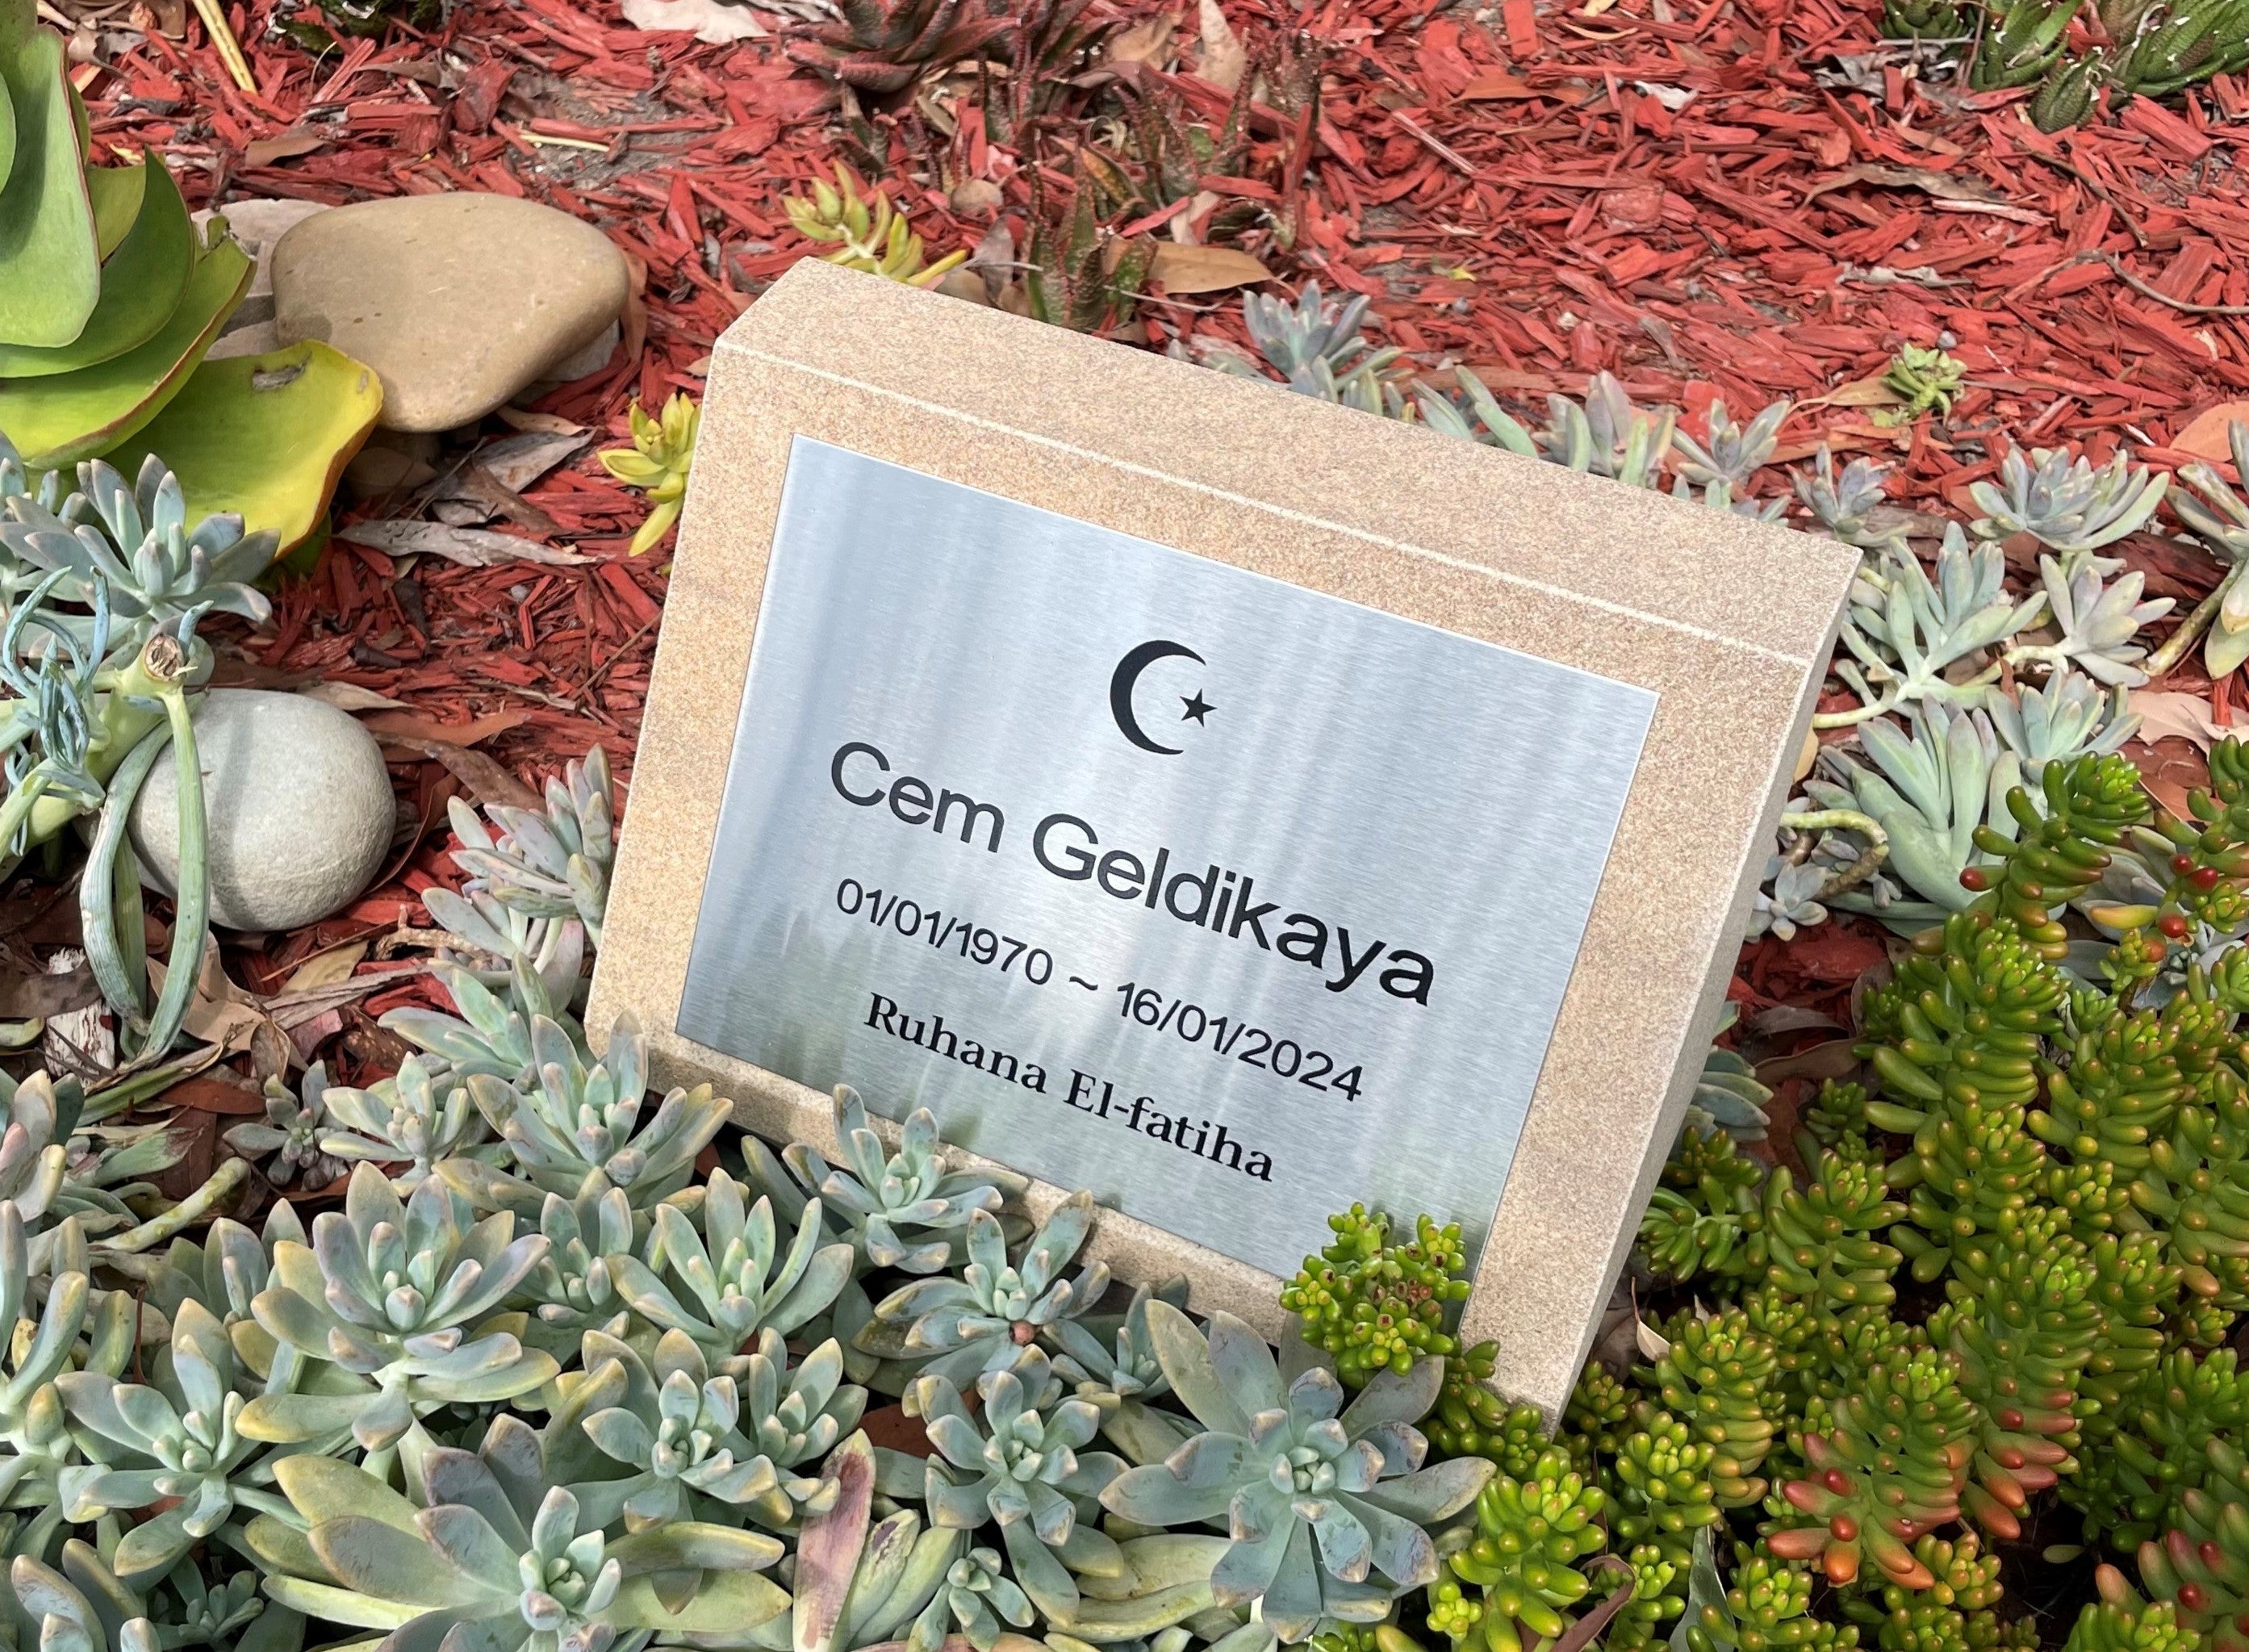 Cem Geldikaya
01/01/1970 ~ 16/01/2024
Ruhana El-fatiha